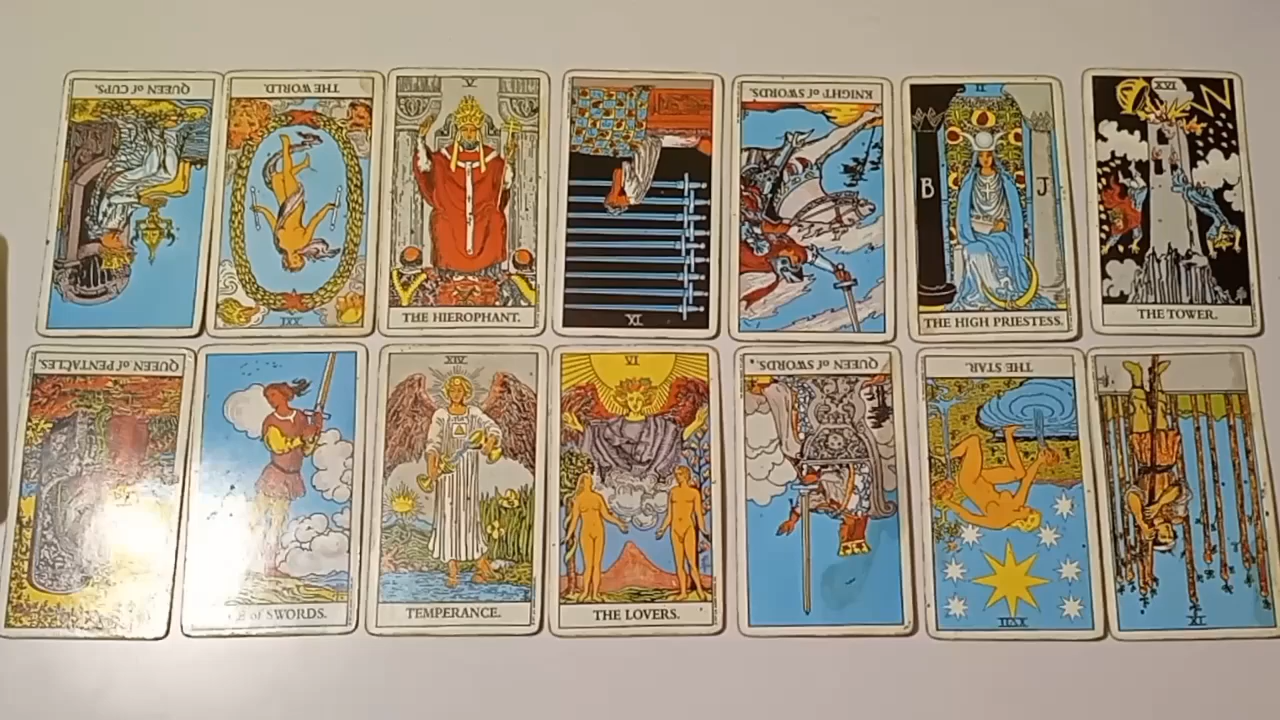 QUEEN of CUPS.
THE WORLD.
XXI
V
THE HIEROPHANT.
IX
KNIGHT of SWORDS.
II
B
J
THE HIGH PRIESTESS.
XVI
THE TOWER.
QUEEN of PENTACLES.
of SWORDS.
XIV
TEMPERANCE.
VI
THE LOVERS.
QUEEN of SWORDS.
THE STAR.
XVII
IX